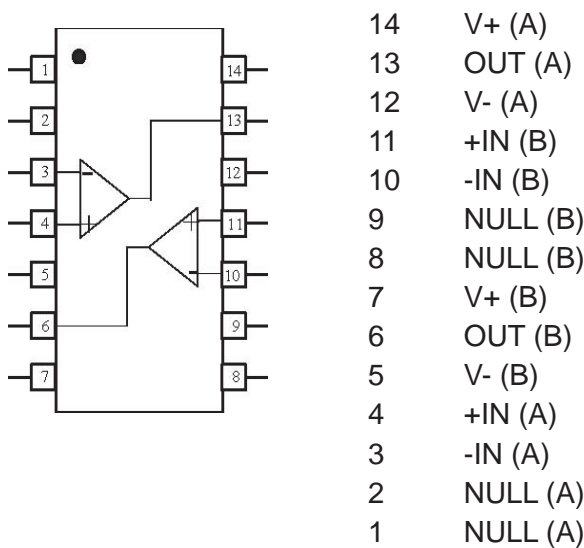 1
2
3
4
5
6
7
14
13
12
11
10
9
8
-
+
+
-
14 V+ (A)
13 OUT (A)
12 V- (A)
11 +IN (B)
10 -IN (B)
9 NULL (B)
8 NULL (B)
7 V+ (B)
6 OUT (B)
5 V- (B)
4 +IN (A)
3 -IN (A)
2 NULL (A)
1 NULL (A)